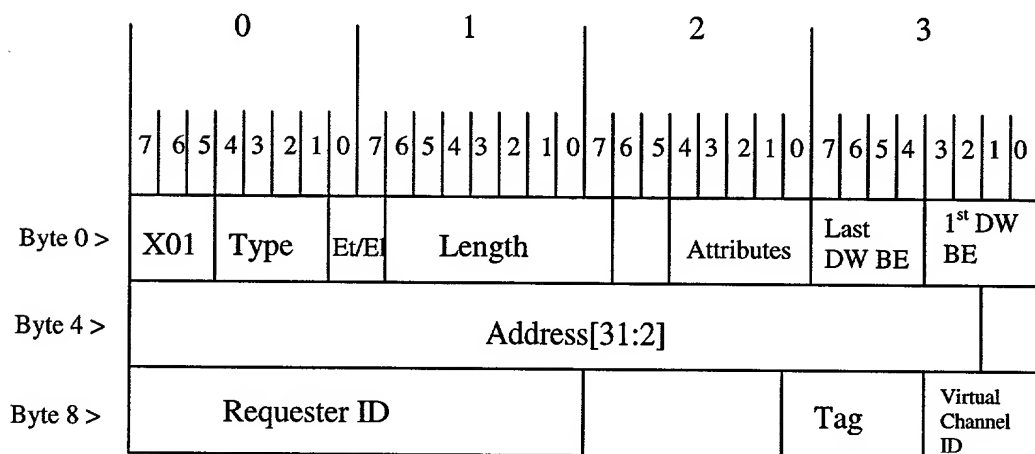 0 1 2 3
7 6 5 4 3 2 1 0 7 6 5 4 3 2 1 0 7 6 5 4 3 2 1 0 7 6 5 4 3 2 1 0
Byte 0 > X01 Type Et/El Length Attributes Last DW BE 1st DW BE
Byte 4 > Address[31:2]
Byte 8 > Requester ID Tag Virtual Channel ID